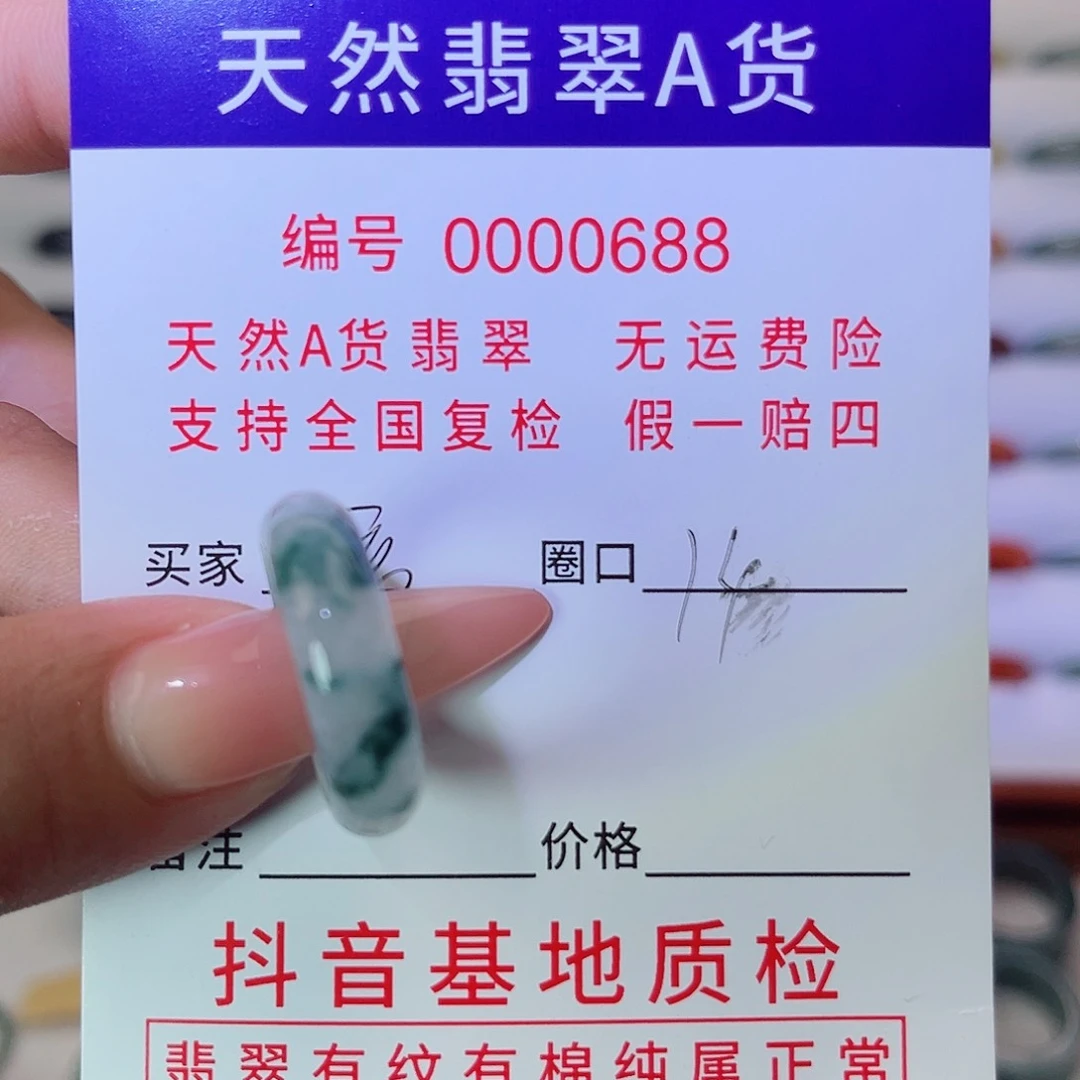 天然翡翠A货
编号 0000688
天然A货翡翠 无运费险
支持全国复检 假一赔四
买家 圈口 14
备注 价格
抖音基地质检
翡翠有纹有棉纯属正常